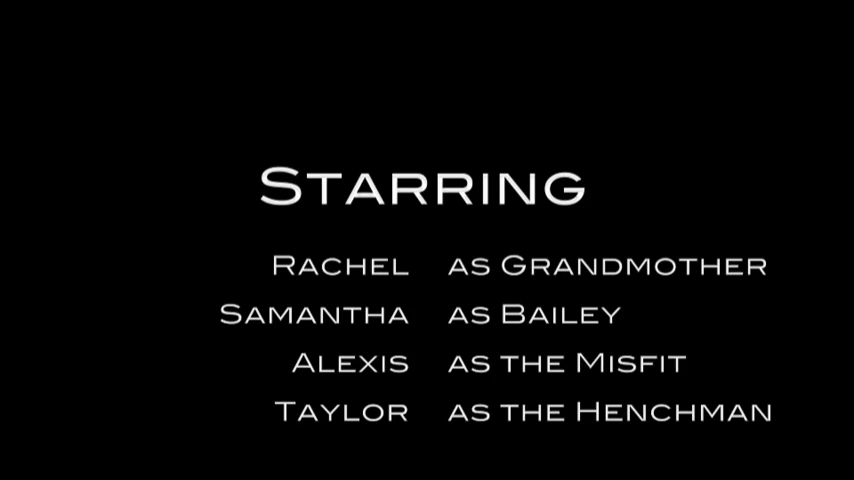 Starring
Rachel as Grandmother
Samantha as Bailey
Alexis as the Misfit
Taylor as the Henchman